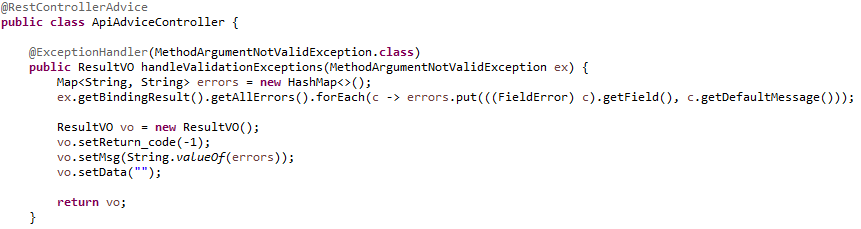 @RestControllerAdvice
public class ApiAdviceController {
@ExceptionHandler(MethodArgumentNotValidException.class)
public ResultVO handleValidationExceptions(MethodArgumentNotValidException ex) {
Map<String, String> errors = new HashMap<>();
ex.getBindingResult().getAllErrors().forEach(c -> errors.put(((FieldError) c).getField(), c.getDefaultMessage()));
ResultVO vo = new ResultVO();
vo.setReturn_code(-1);
vo.setMsg(String.valueOf(errors));
vo.setData("");
return vo;
}